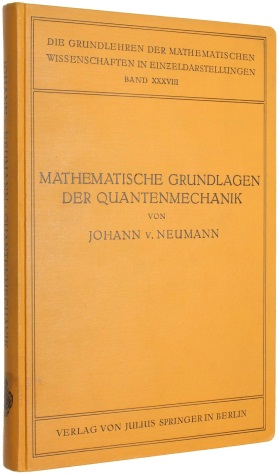 DIE GRUNDLEHREN DER MATHEMATISCHEN
WISSENSCHAFTEN IN EINZELDARSTELLUNGEN
BAND XXXVIII
MATHEMATISCHE GRUNDLAGEN
DER QUANTENMECHANIK
VON
JOHANN v. NEUMANN
VERLAG VON JULIUS SPRINGER IN BERLIN